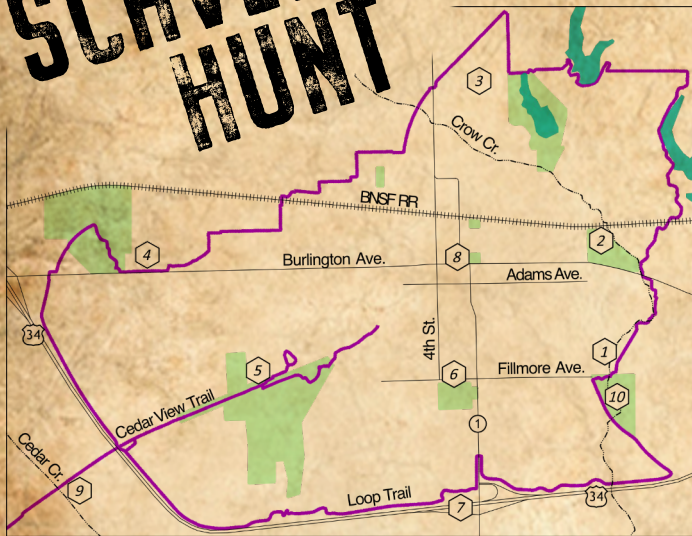 HUNT
3
Crow Cr.
BNSF RR
2
4
8
Burlington Ave.
Adams Ave.
34
4th St.
1
5
6
Fillmore Ave.
10
Cedar View Trail
1
Cedar Cr.
9
Loop Trail
7
34